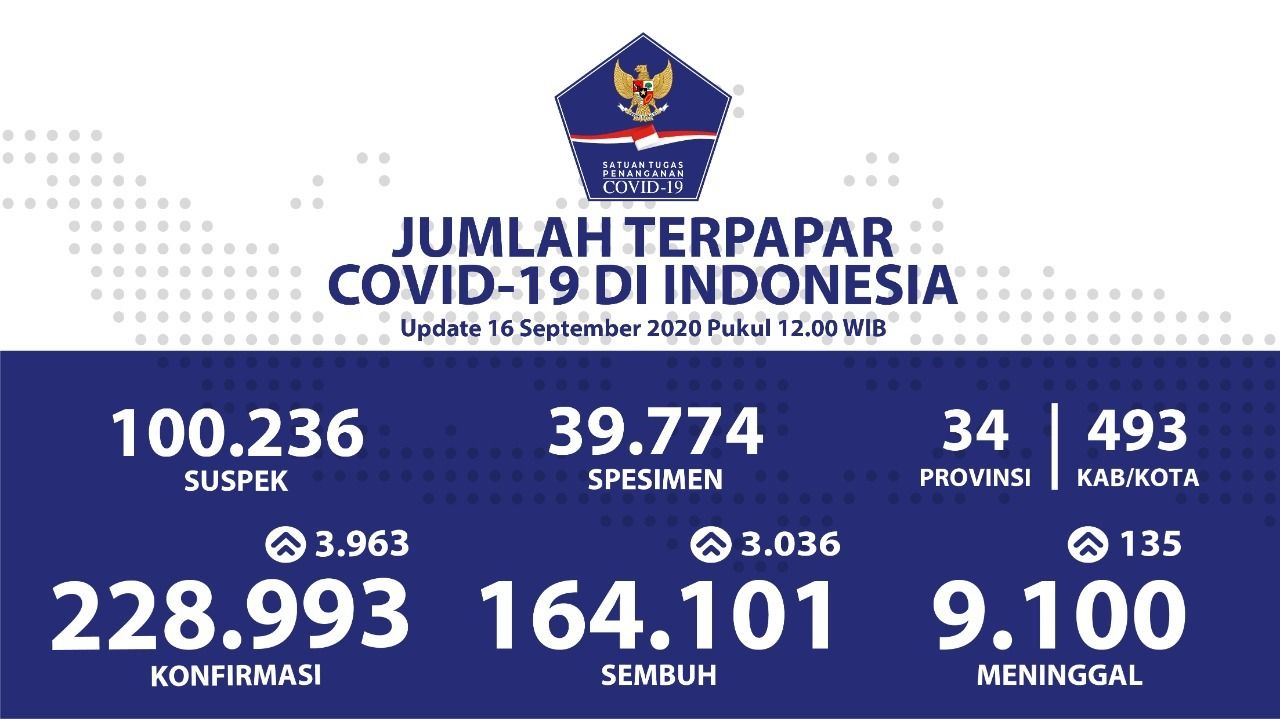 SATUAN TUGAS
PENANGANAN
COVID-19
JUMLAH TERPAPAR
COVID-19 DI INDONESIA
Update 16 September 2020 Pukul 12.00 WIB
100.236
SUSPEK
39.774
SPESIMEN
34
PROVINSI
493
KAB/KOTA
3.963
228.993
KONFIRMASI
3.036
164.101
SEMBUH
135
9.100
MENINGGAL